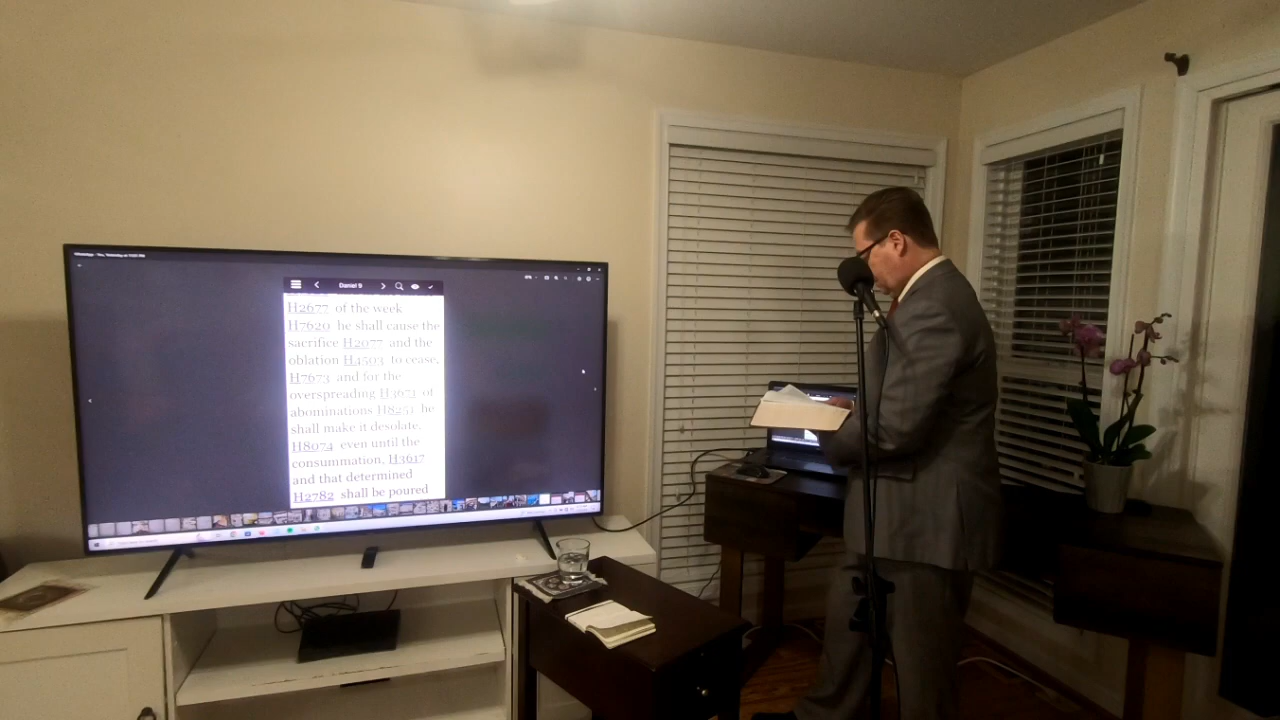 Daniel 9
H2677 of the week
H7620 he shall cause the
sacrifice H2077 and the
oblation H4503 to cease,
H7673 and for the
overspreading H3671 of
abominations H8251 he
shall make it desolate,
H8074 even until the
consummation, H3617
and that determined
H2782 shall be poured